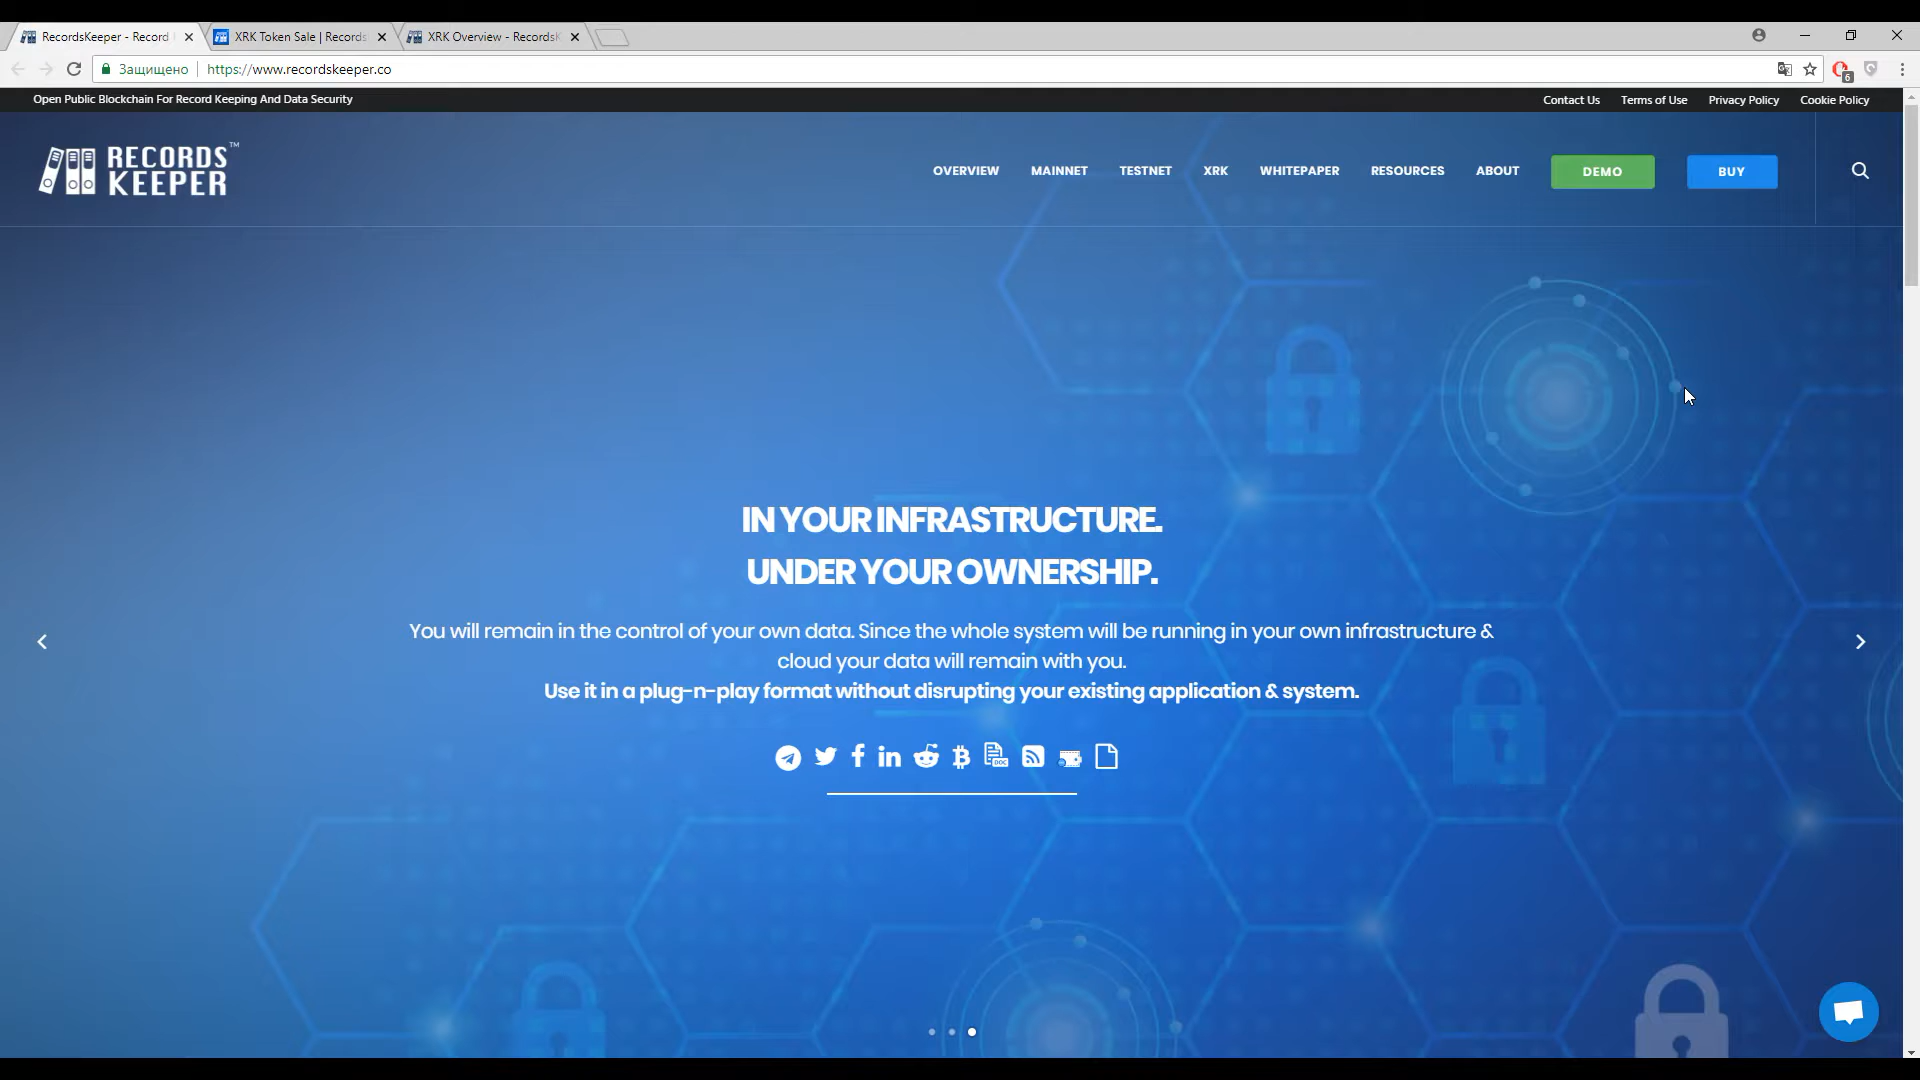 RecordsKeeper - Record
XRK Token Sale | Records
XRK Overview - RecordsK
Защищено
https://www.recordskeeper.co
6
Open Public Blockchain For Record Keeping And Data Security
Contact Us
Terms of Use
Privacy Policy
Cookie Policy
RECORDS
KEEPER
TM
OVERVIEW
MAINNET
TESTNET
XRK
WHITEPAPER
RESOURCES
ABOUT
DEMO
BUY
IN YOUR INFRASTRUCTURE.
UNDER YOUR OWNERSHIP.
You will remain in the control of your own data. Since the whole system will be running in your own infrastructure &
cloud your data will remain with you.
Use it in a plug-n-play format without disrupting your existing application & system.
DOC